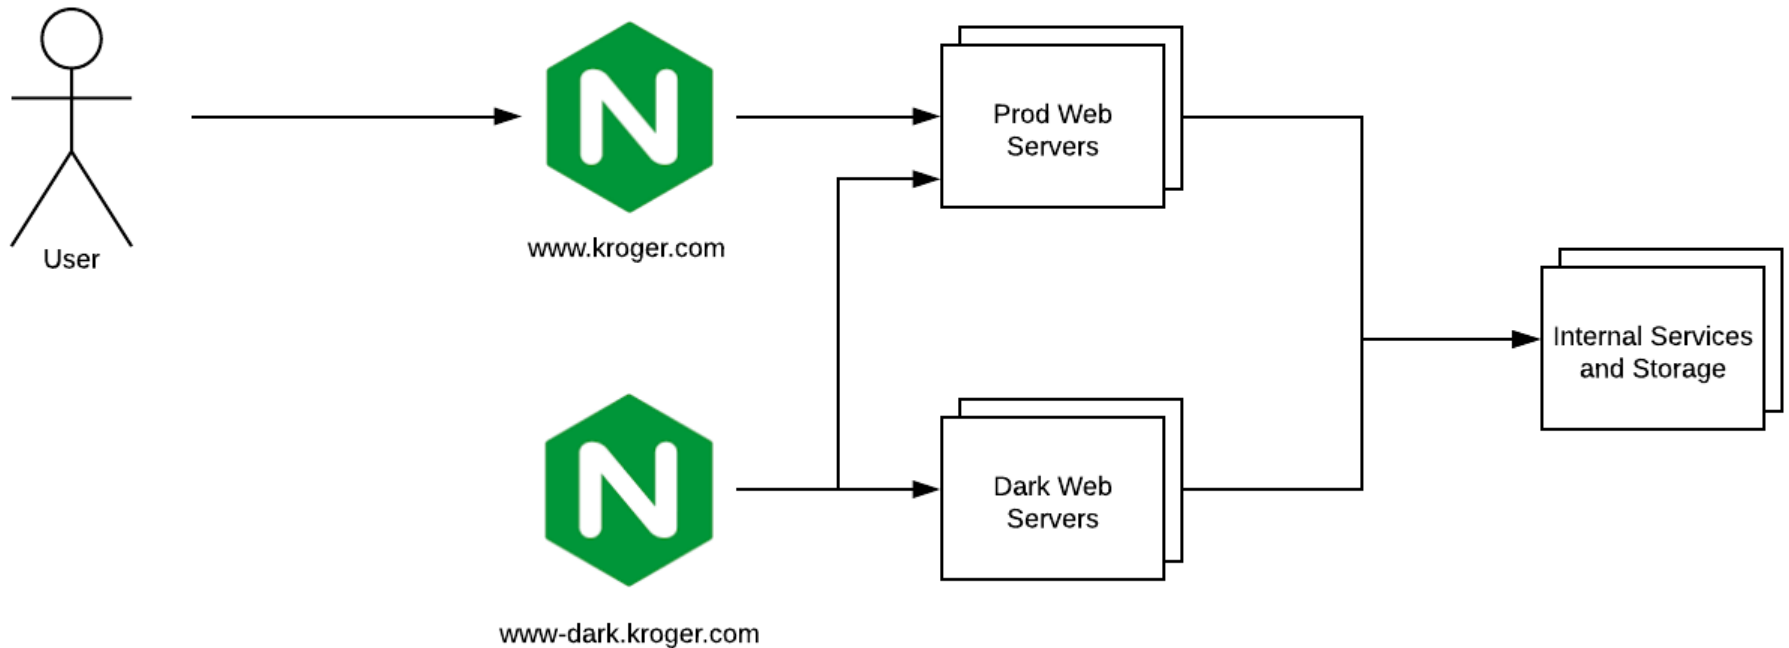 User
N
www.kroger.com
Prod Web
Servers
Internal Services
and Storage
N
www-dark.kroger.com
Dark Web
Servers